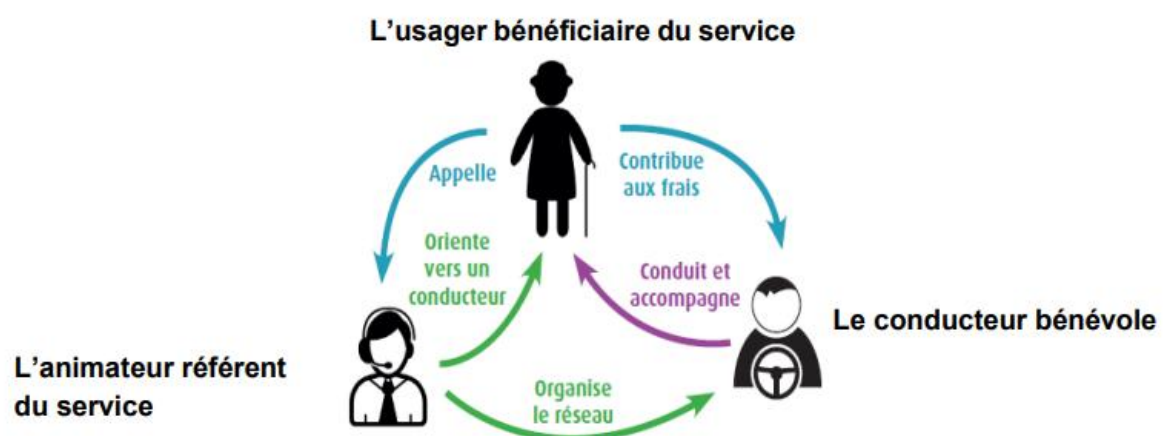 L'usager bénéficiaire du service
Appelle
Contribue
aux frais
Oriente
vers un
conducteur
Conduit et
accompagne
Le conducteur bénévole
L'animateur référent
du service
Organise
le réseau